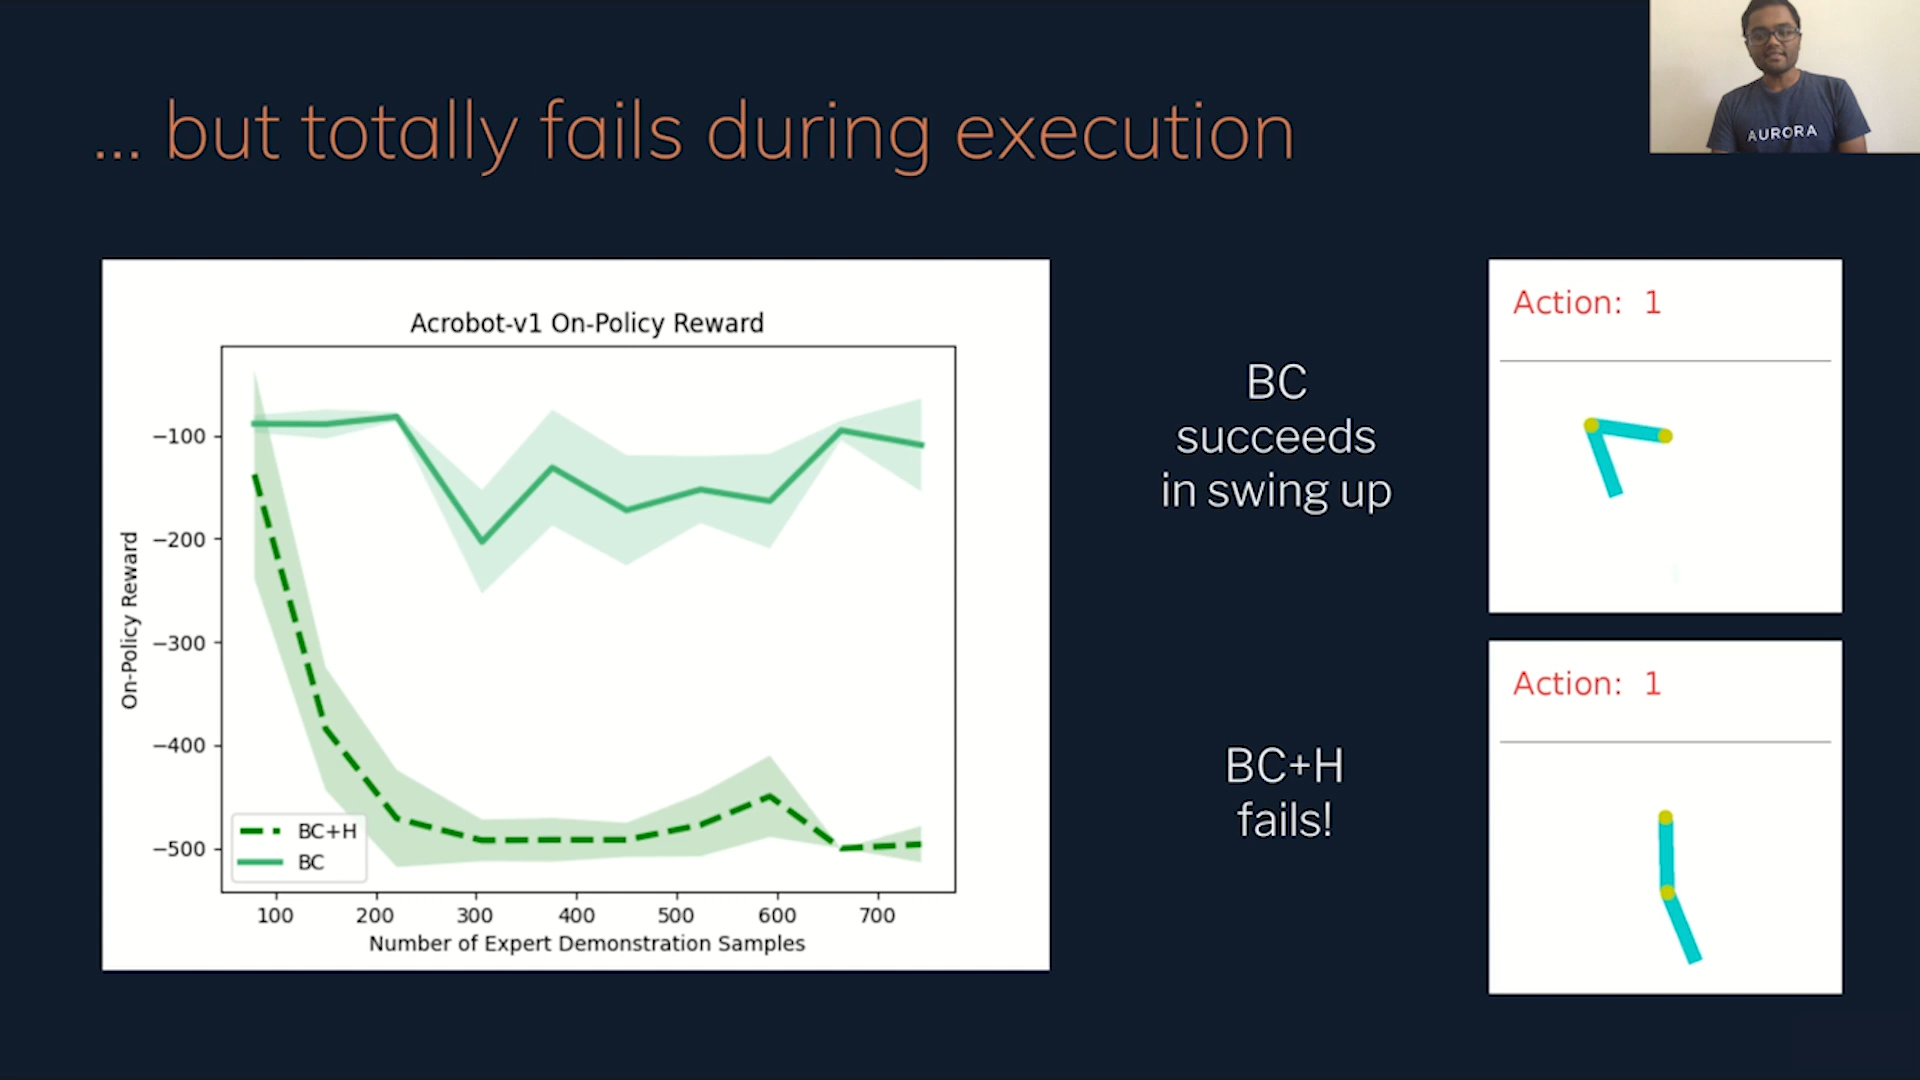 ... but totally fails during execution
AURORA
Acrobot-v1 On-Policy Reward
On-Policy Reward
−100
−200
−300
−400
−500
BC+H
BC
100 200 300 400 500 600 700
Number of Expert Demonstration Samples
BC
succeeds
in swing up
Action: 1
BC+H
fails!
Action: 1